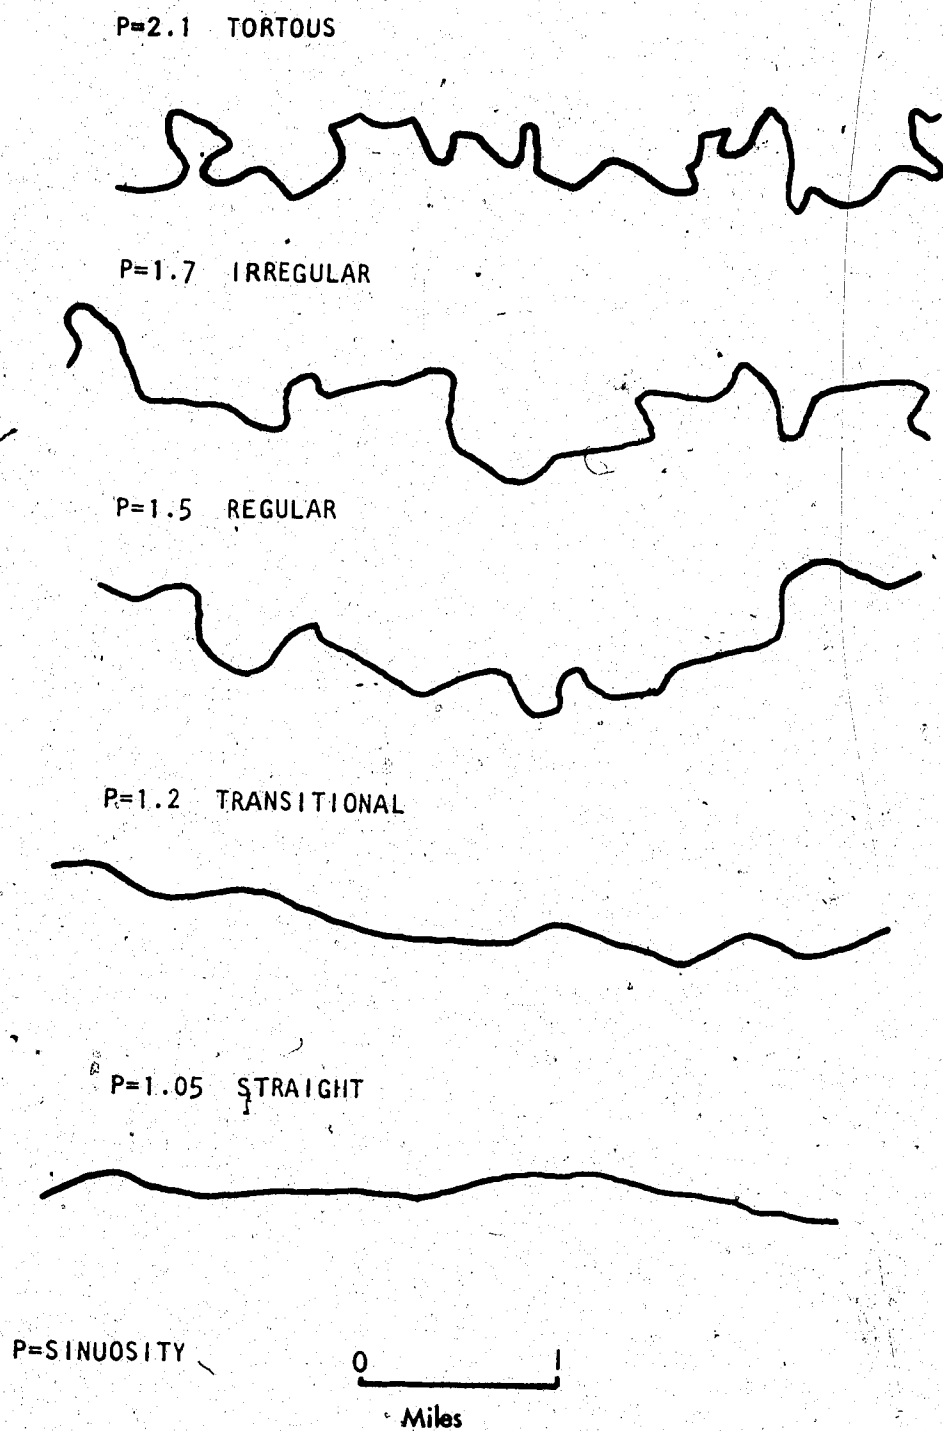 P=2.1 TORTOUS
P=1.7 IRREGULAR
P=1.5 REGULAR
P=1.2 TRANSITIONAL
P=1.05 STRAIGHT
P=SINUOSITY
0 1
Miles